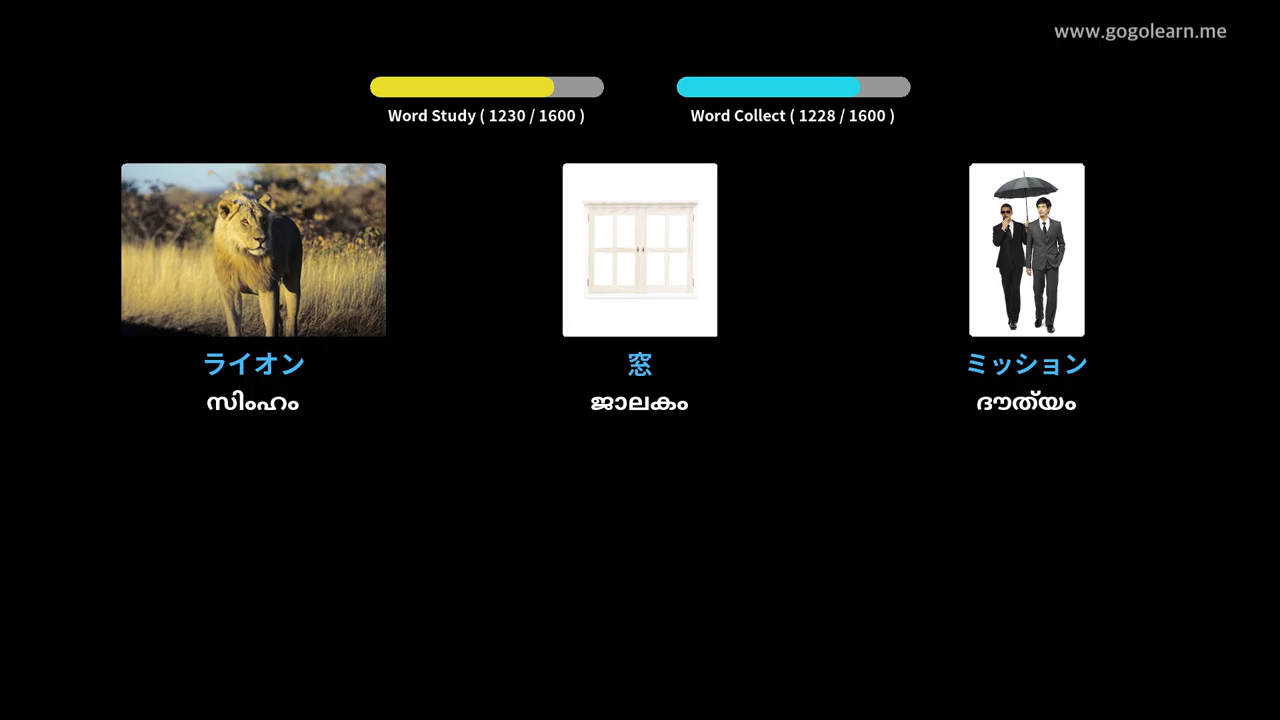 www.gogolearn.me
Word Study ( 1230 / 1600 )
Word Collect ( 1228 / 1600 )
ライオン
窓
ミッション
സിംഹം
ജാലകം
ദൗത്യം